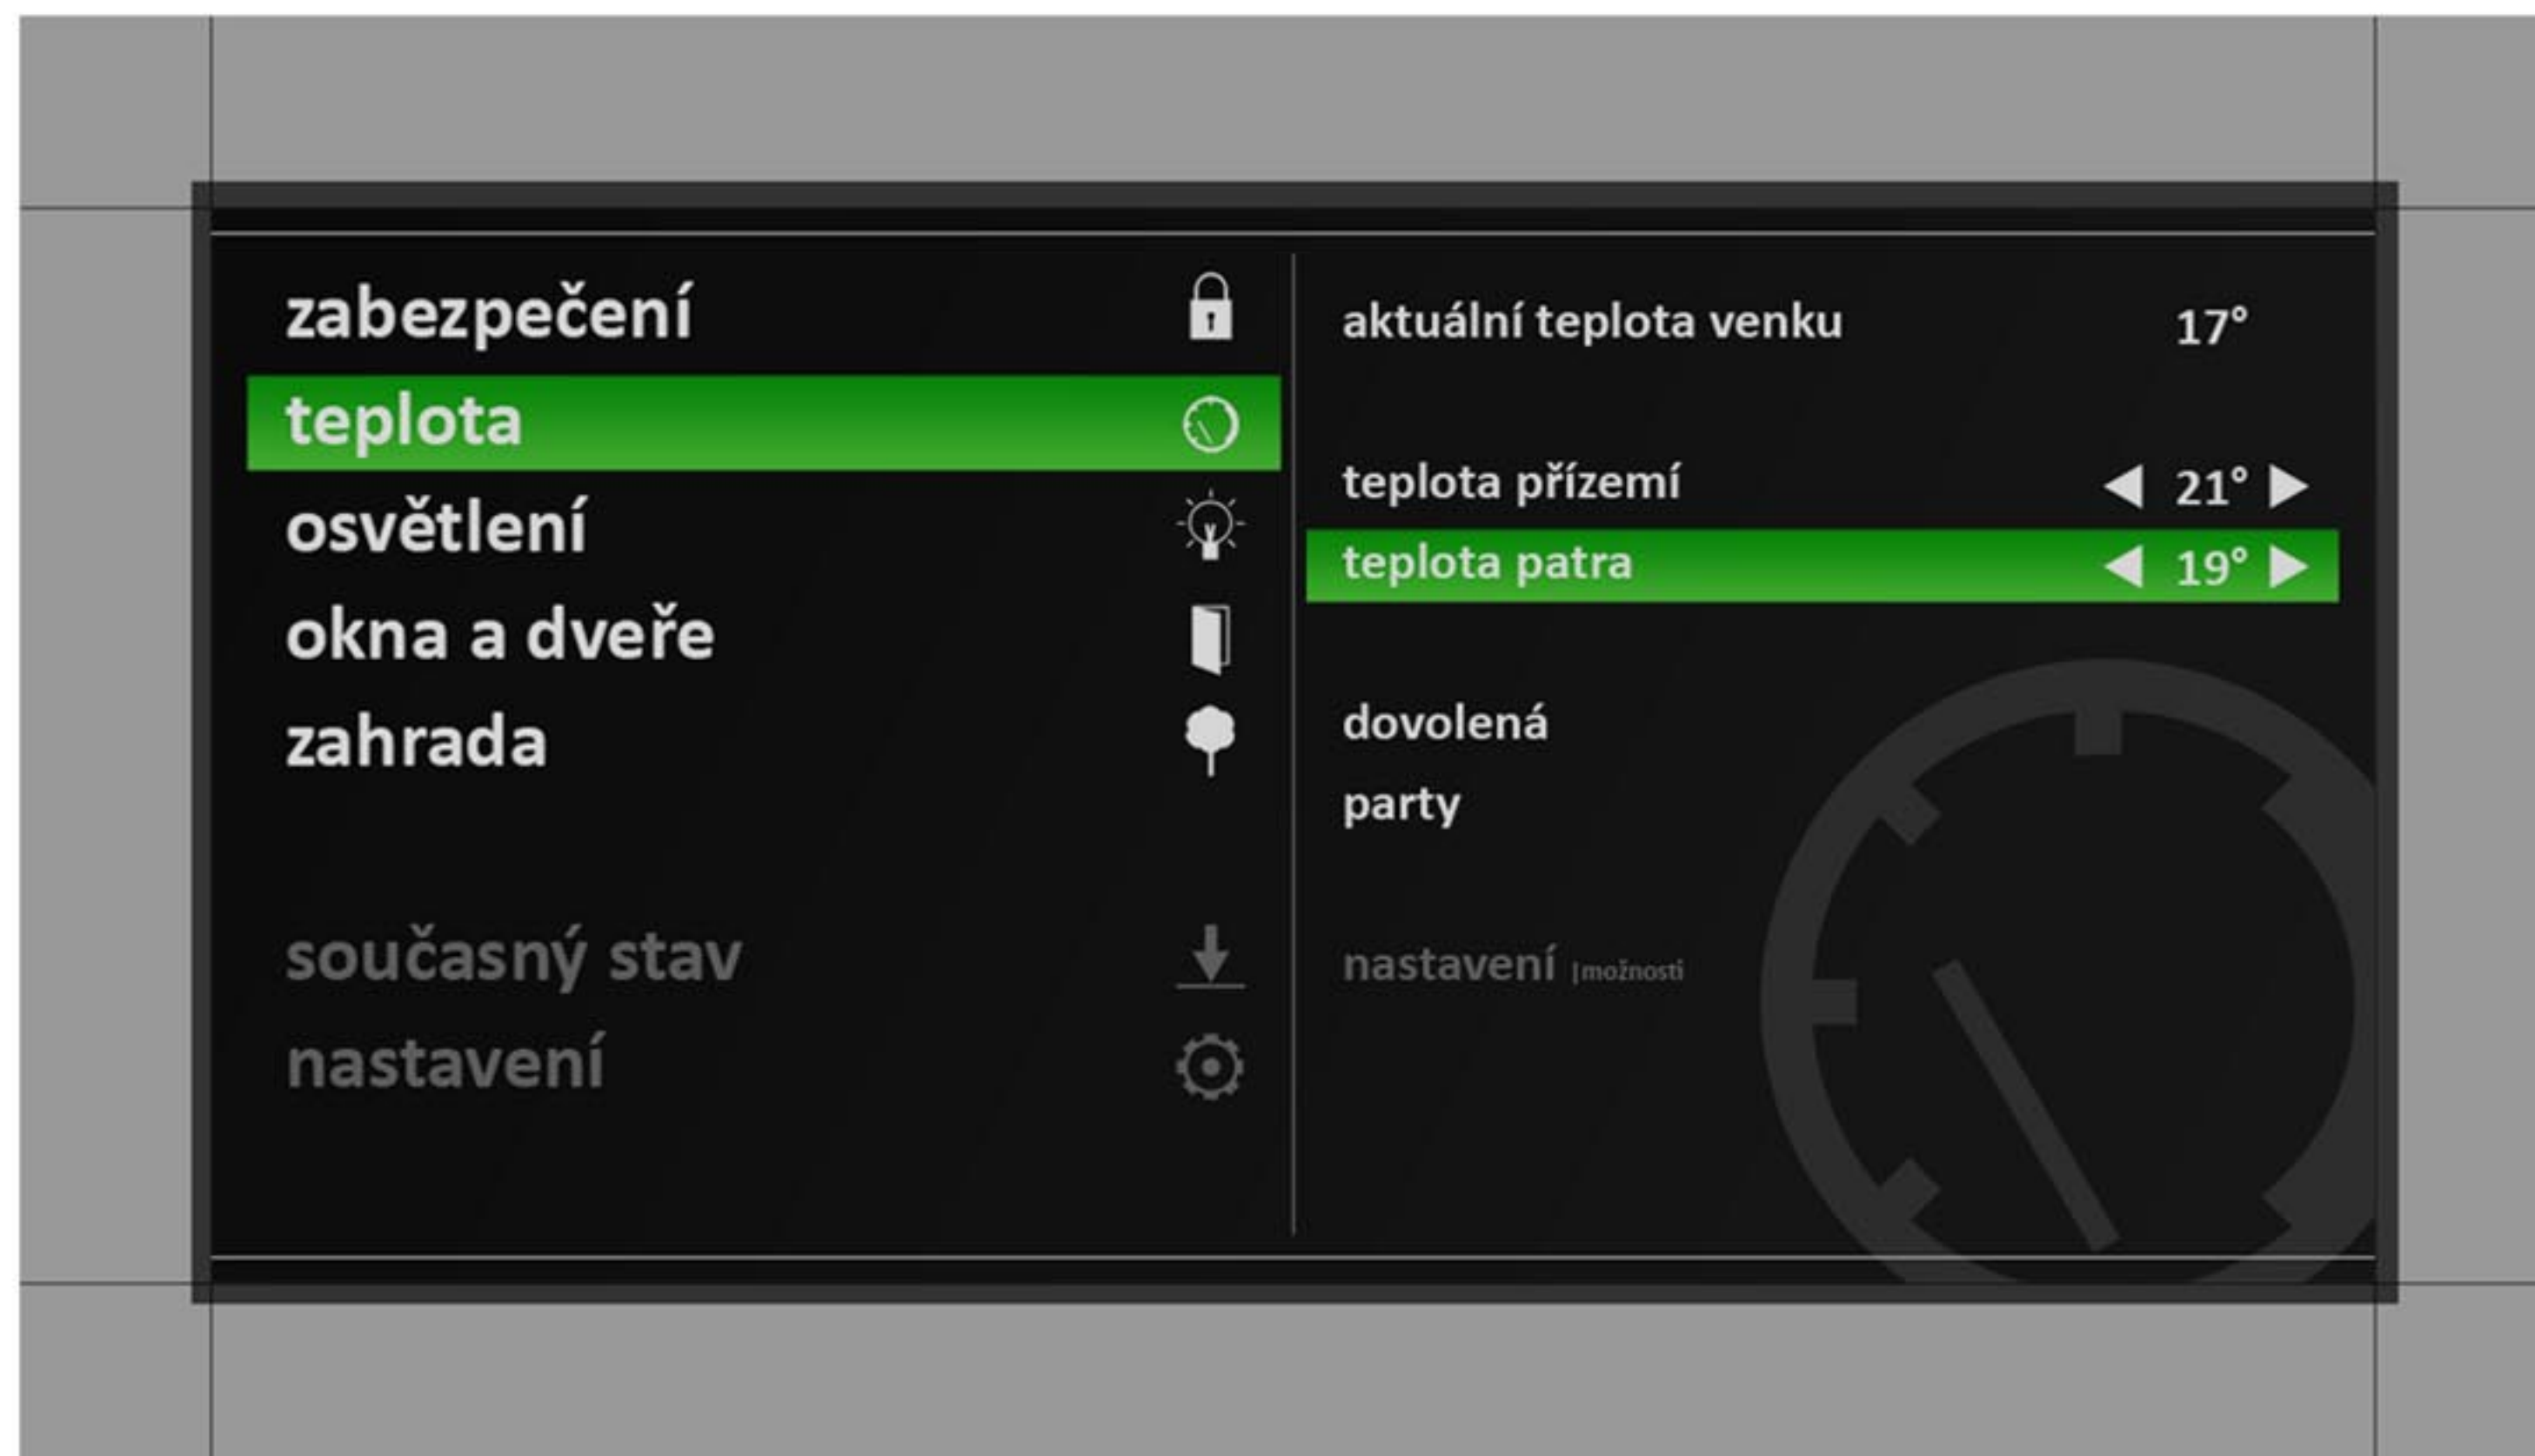 zabezpečení
teplota
osvětlení
okna a dveře
zahrada
současný stav
nastavení
aktuální teplota venku 17°
teplota přízemí 21°
teplota patra 19°
dovolená
party
nastavení |možnosti